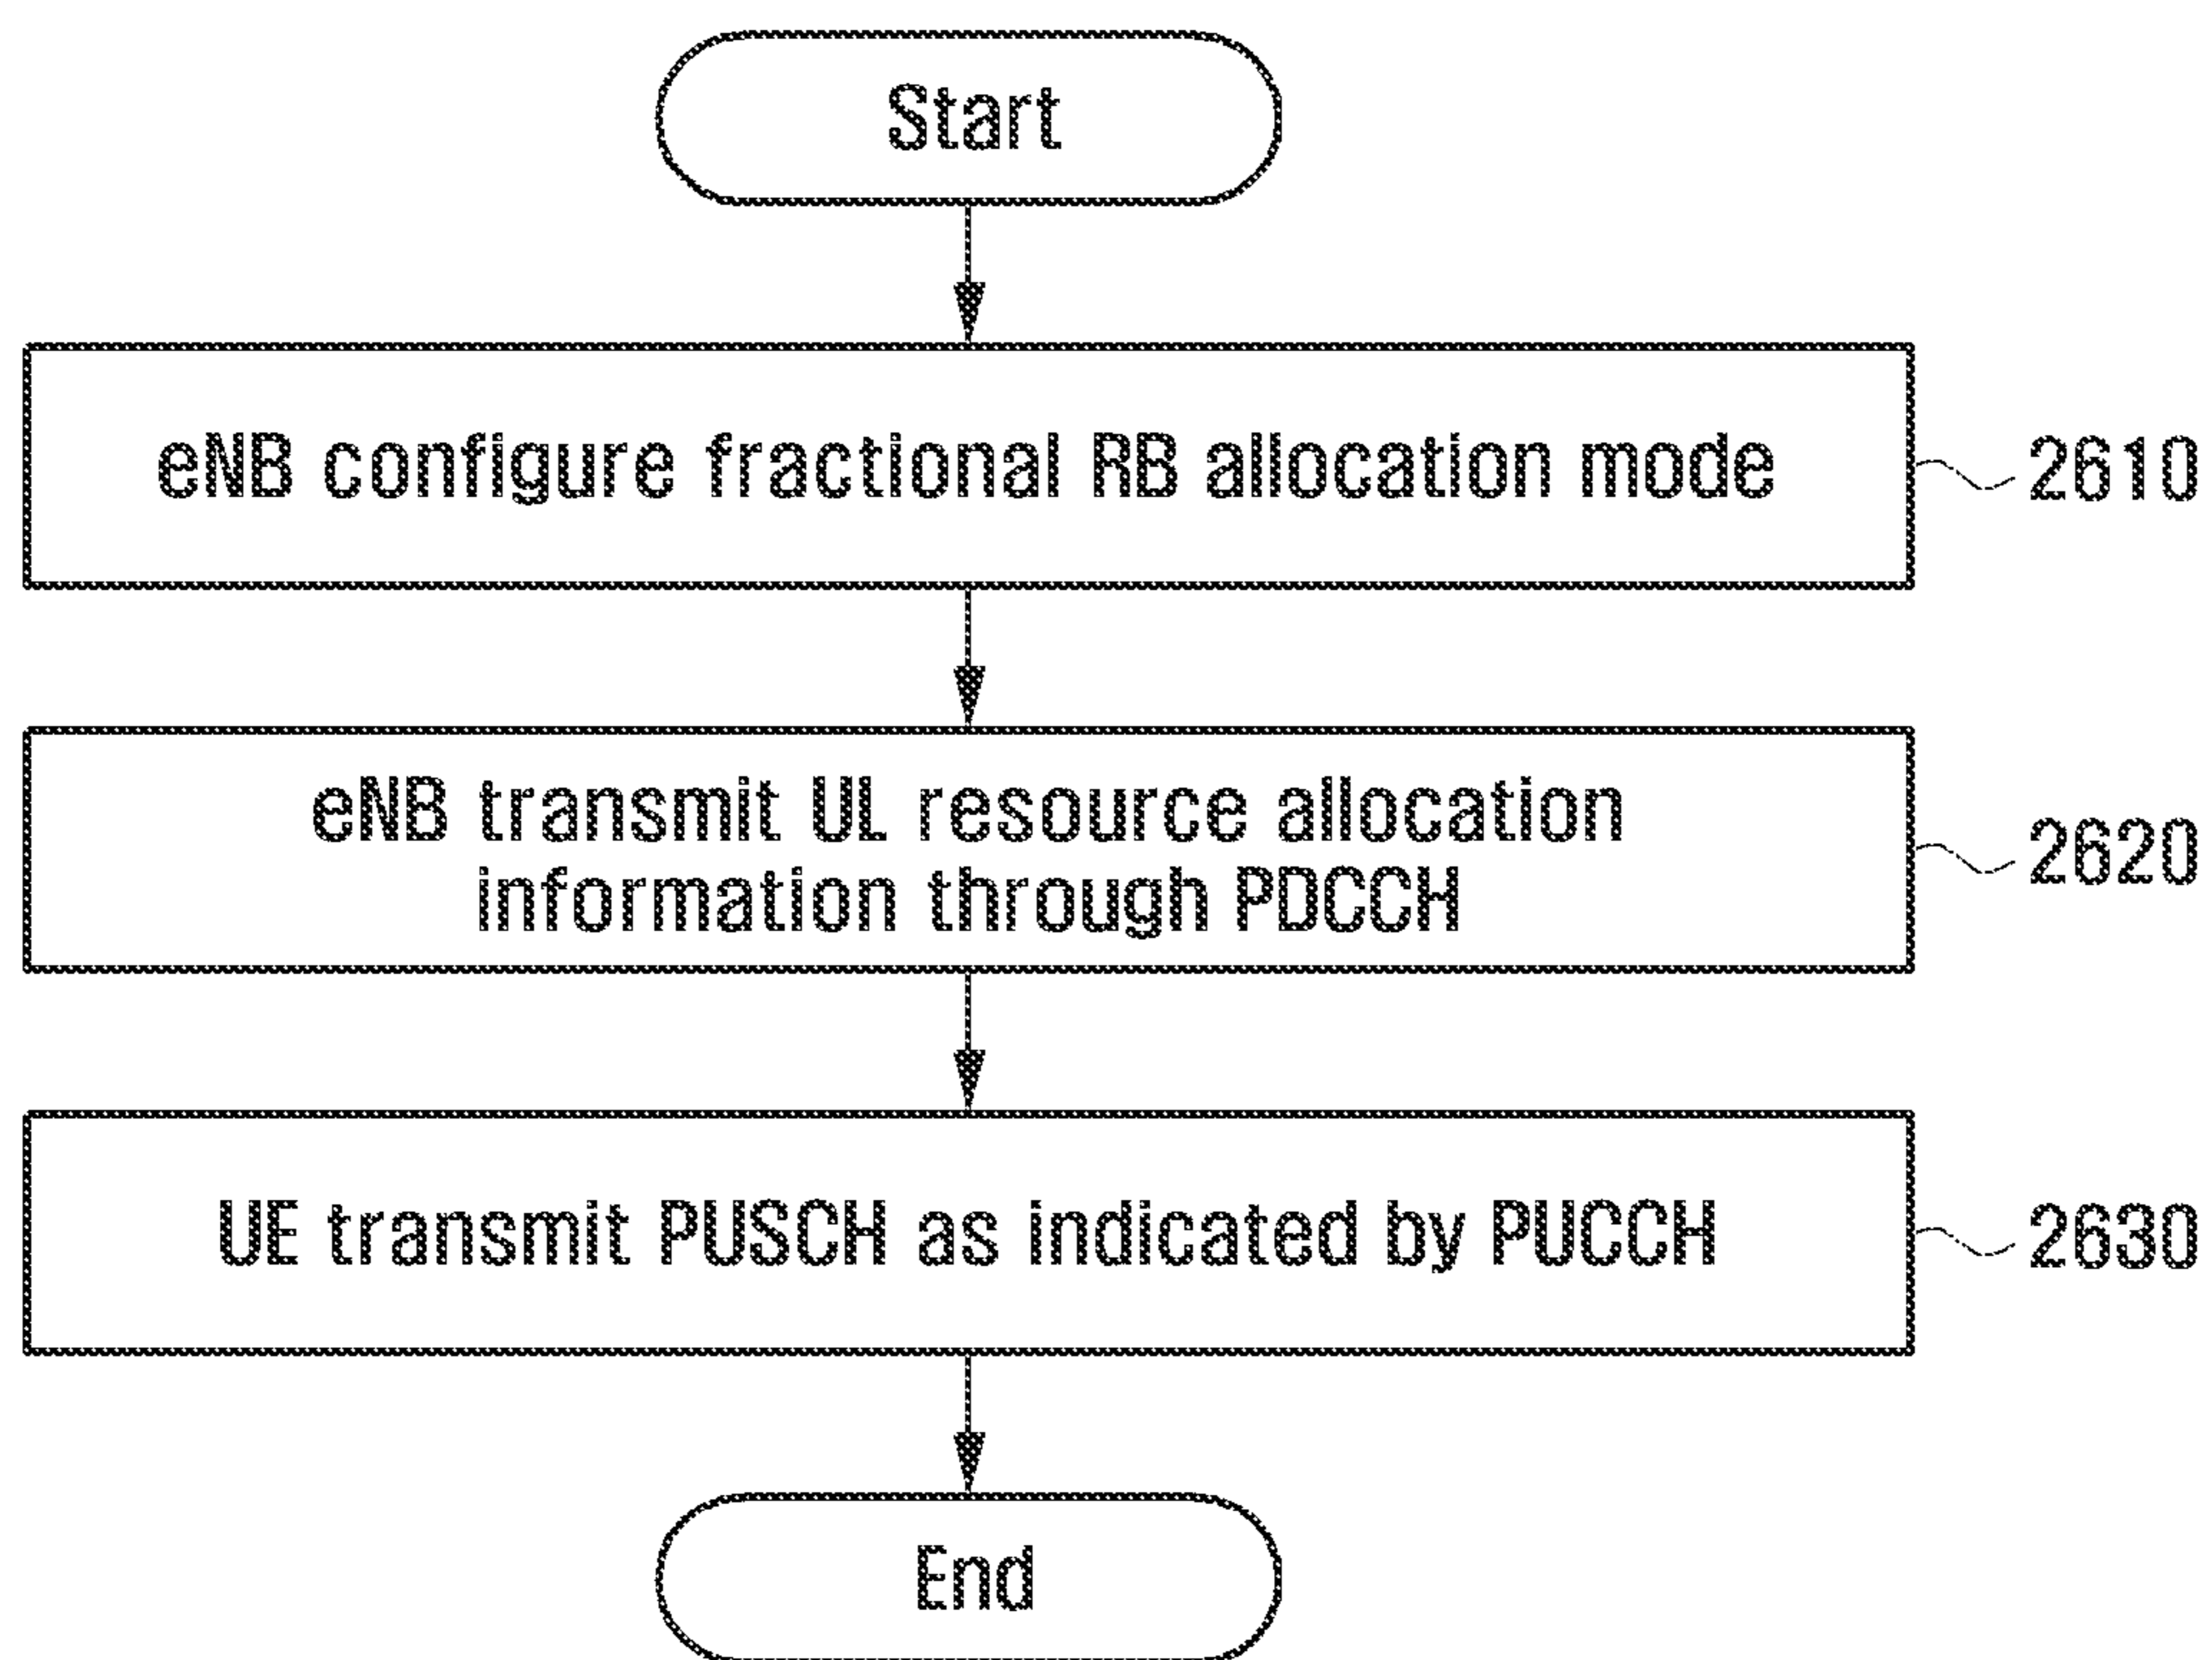 Start
eNB configure fractional RB allocation mode
2610
eNB transmit UL resource allocation
information through PDCCH
2620
UE transmit PUSCH as indicated by PUCCH
2630
End